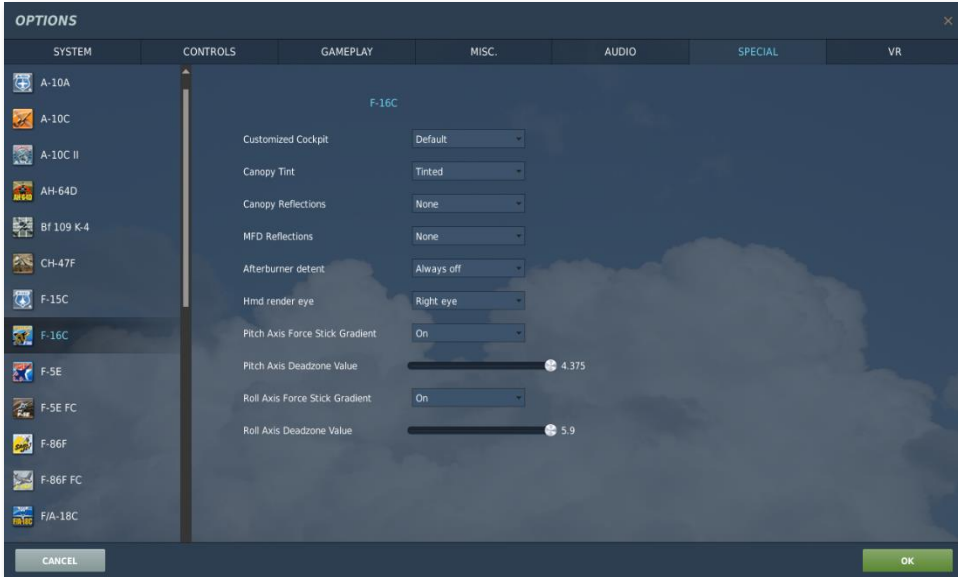 OPTIONS
SYSTEM CONTROLS GAMEPLAY MISC. AUDIO SPECIAL VR
A-10A
A-10C
A-10C II
AH-64D
Bf 109 K-4
CH-47F
F-15C
F-16C
F-5E
F-5E FC
F-86F
F-86F FC
F/A-18C
F-16C
Customized Cockpit Default
Canopy Tint Tinted
Canopy Reflections None
MFD Reflections None
Afterburner detent Always off
Hmd render eye Right eye
Pitch Axis Force Stick Gradient On
Pitch Axis Deadzone Value 4.375
Roll Axis Force Stick Gradient On
Roll Axis Deadzone Value 5.9
CANCEL OK